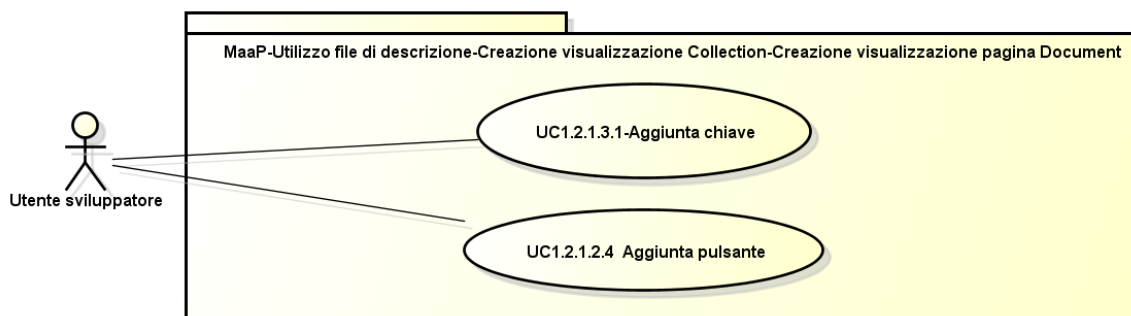 MaaP-Utilizzo file di descrizione-Creazione visualizzazione Collection-Creazione visualizzazione pagina Document
UC1.2.1.3.1-Aggiunta chiave
Utente sviluppatore
UC1.2.1.2.4 Aggiunta pulsante